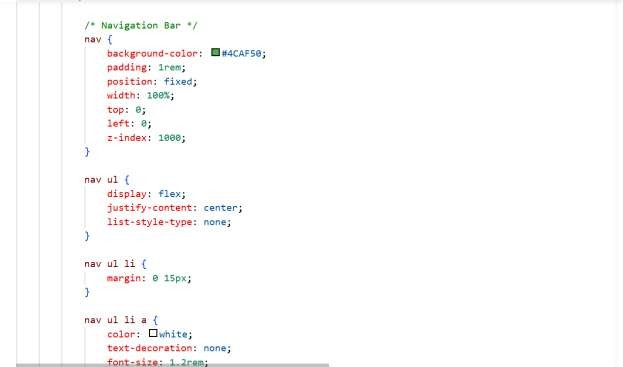 /* Navigation Bar */
nav {
background-color: #4CAF50;
padding: 1rem;
position: fixed;
width: 100%;
top: 0;
left: 0;
z-index: 1000;
}
nav ul {
display: flex;
justify-content: center;
list-style-type: none;
}
nav ul li {
margin: 0 15px;
}
nav ul li a {
color: white;
text-decoration: none;
font-size: 1.2rem;